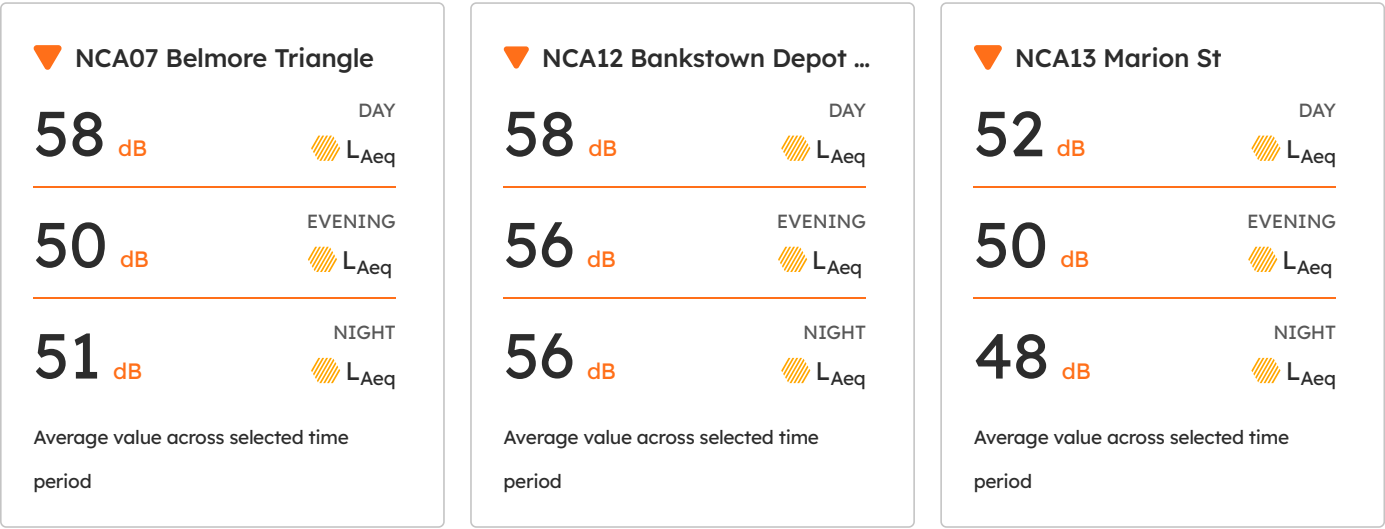 NCA07 Belmore Triangle
DAY
58 dB LAeq
EVENING
50 dB LAeq
NIGHT
51 dB LAeq
Average value across selected time
period
NCA12 Bankstown Depot ...
DAY
58 dB LAeq
EVENING
56 dB LAeq
NIGHT
56 dB LAeq
Average value across selected time
period
NCA13 Marion St
DAY
52 dB LAeq
EVENING
50 dB LAeq
NIGHT
48 dB LAeq
Average value across selected time
period